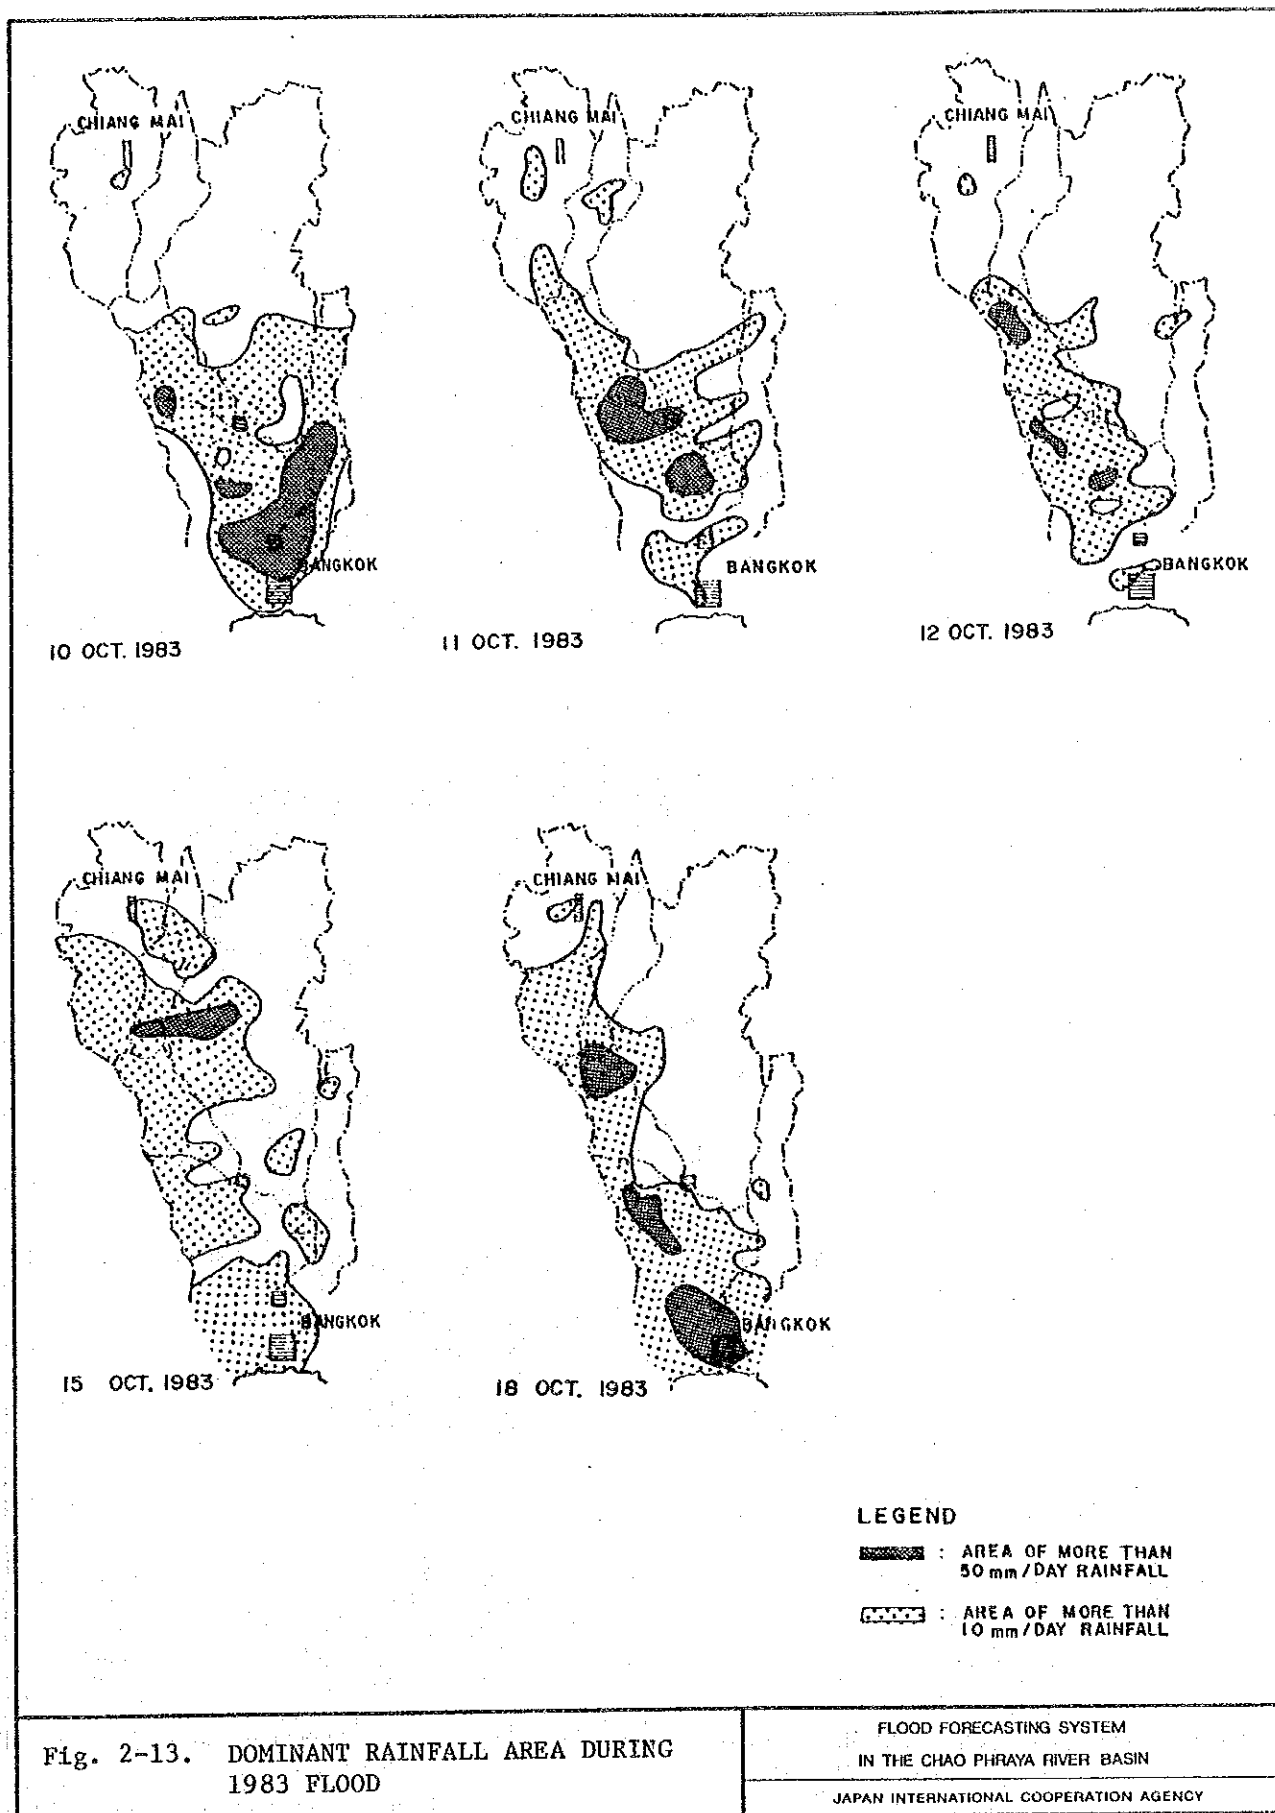 CHIANG MAI
BANGKOK
10 OCT. 1983
CHIANG MAI
BANGKOK
11 OCT. 1983
CHIANG MAI
BANGKOK
12 OCT. 1983
CHIANG MAI
BANGKOK
15 OCT. 1983
CHIANG MAI
BANGKOK
18 OCT. 1983
LEGEND
: AREA OF MORE THAN
50 mm/DAY RAINFALL
: AREA OF MORE THAN
10 mm/DAY RAINFALL
Fig. 2-13. DOMINANT RAINFALL AREA DURING
1983 FLOOD
FLOOD FORECASTING SYSTEM
IN THE CHAO PHRAYA RIVER BASIN
JAPAN INTERNATIONAL COOPERATION AGENCY